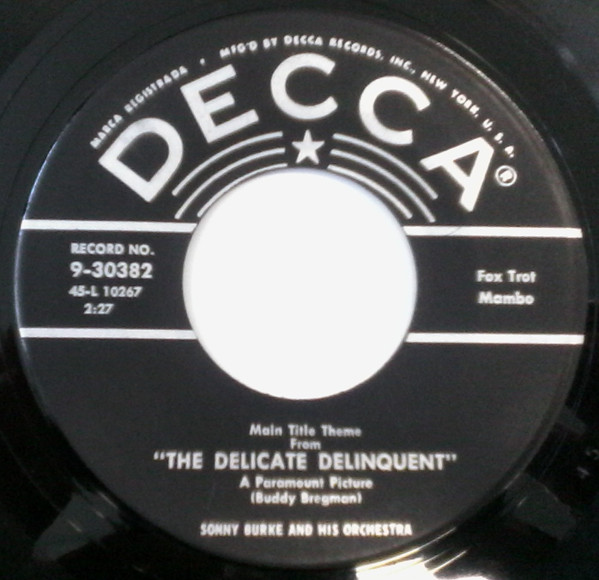 MARCA REGISTRADA • MFG'D BY DECCA RECORDS, INC., NEW YORK, U. S. A.
DECCA®
RECORD NO.
9-30382
45-L 10267
2:27
Fox Trot
Mambo
Main Title Theme
From
"THE DELICATE DELINQUENT"
A Paramount Picture
(Buddy Bregman)
SONNY BURKE AND HIS ORCHESTRA